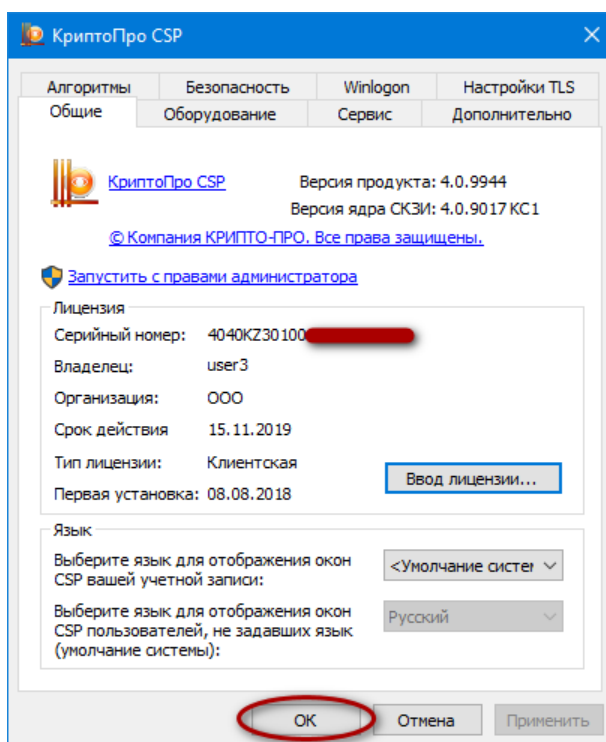 КриптоПро CSP
Алгоритмы Безопасность Winlogon Настройки TLS
Общие Оборудование Сервис Дополнительно
КриптоПро CSP Версия продукта: 4.0.9944
Версия ядра СКЗИ: 4.0.9017 КС1
© Компания КРИПТО-ПРО. Все права защищены.
Запустить с правами администратора
Лицензия
Серийный номер: 4040KZ30100
Владелец: user3
Организация: ООО
Срок действия 15.11.2019
Тип лицензии: Клиентская
Ввод лицензии...
Первая установка: 08.08.2018
Язык
Выберите язык для отображения окон
CSP вашей учетной записи:
<Умолчание систем
Выберите язык для отображения окон
CSP пользователей, не задавших язык
(умолчание системы):
Русский
ОК Отмена Применить